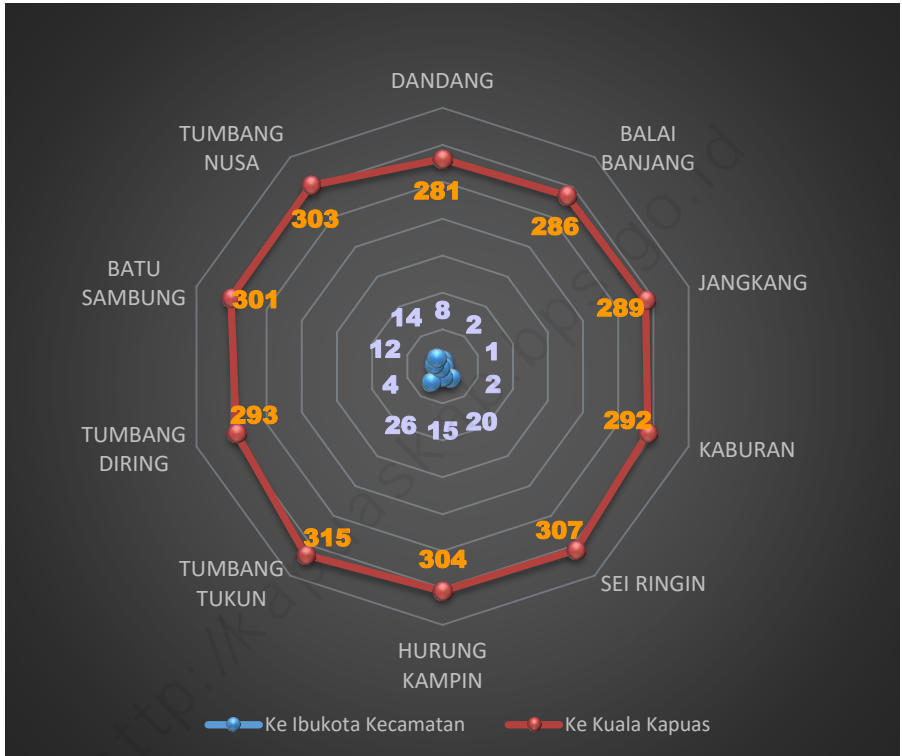 DANDANG
TUMBANG
NUSA
BALAI
BANJANG
281
303
286
BATU
SAMBUNG
JANGKANG
301
289
14
8
2
12
1
4
2
26
15
20
293
292
TUMBANG
DIRING
KABURAN
315
304
307
TUMBANG
TUKUN
SEI RINGIN
HURUNG
KAMPIN
Ke Ibukota Kecamatan
Ke Kuala Kapuas